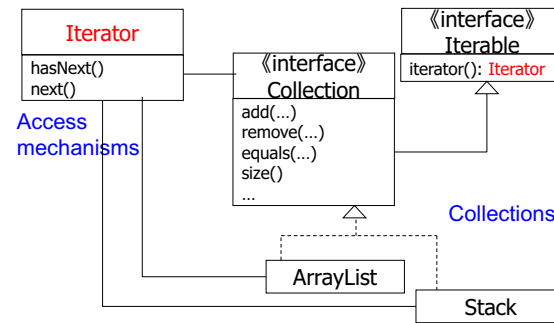 Iterator
hasNext()
next()
Access
mechanisms
《interface》
Collection
add(...)
remove(...)
equals(...)
size()
...
《interface》
Iterable
iterator(): Iterator
Collections
ArrayList
Stack